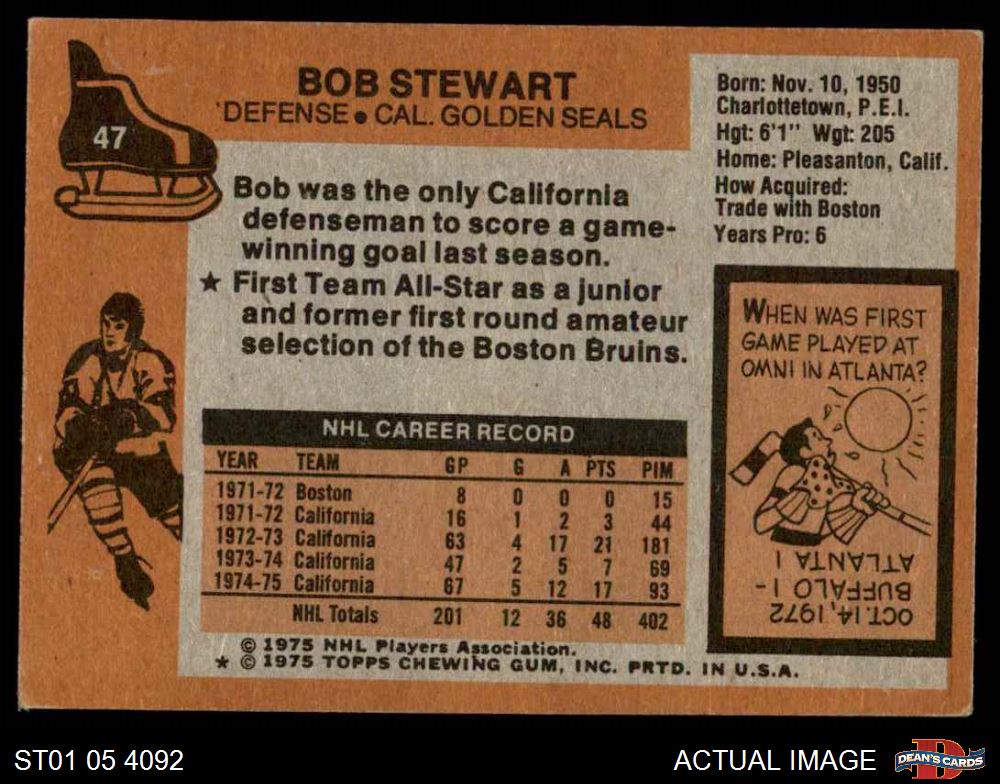 47
BOB STEWART
DEFENSE • CAL. GOLDEN SEALS
Bob was the only California
defenseman to score a game-
winning goal last season.
★ First Team All-Star as a junior
and former first round amateur
selection of the Boston Bruins.
NHL CAREER RECORD
YEAR TEAM GP G A PTS PIM
1971-72 Boston 8 0 0 0 15
1971-72 California 16 1 2 3 44
1972-73 California 63 4 17 21 181
1973-74 California 47 2 5 7 69
1974-75 California 67 5 12 17 93
NHL Totals 201 12 36 48 402
© 1975 NHL Players Association.
★ © 1975 TOPPS CHEWING GUM, INC. PRTD. IN U.S.A.
Born: Nov. 10, 1950
Charlottetown, P.E.I.
Hgt: 6'1" Wgt: 205
Home: Pleasanton, Calif.
How Acquired:
Trade with Boston
Years Pro: 6
WHEN WAS FIRST
GAME PLAYED AT
OMNI IN ATLANTA?
OCT. 14, 1972
BUFFALO 1 -
ATLANTA 1
ST01 05 4092
ACTUAL IMAGE
DEAN'S CARDS